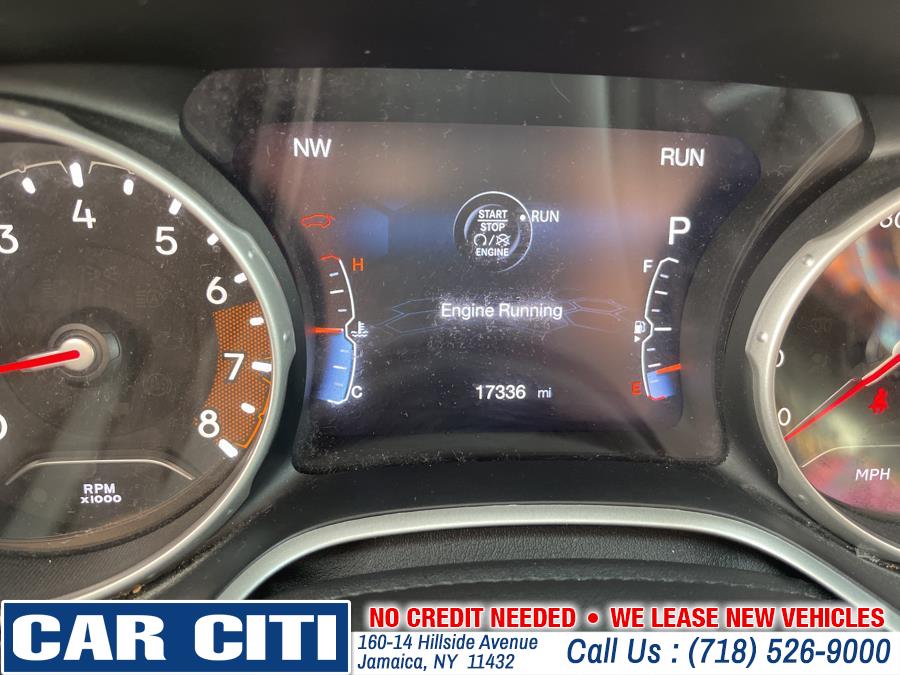 NW
RUN
START
STOP
ENGINE
RUN
P
H
C
F
E
Engine Running
17336 mi
3
4
5
6
7
8
0
RPM
x1000
0
MPH
CAR CITI
NO CREDIT NEEDED • WE LEASE NEW VEHICLES
160-14 Hillside Avenue
Jamaica, NY 11432
Call Us : (718) 526-9000